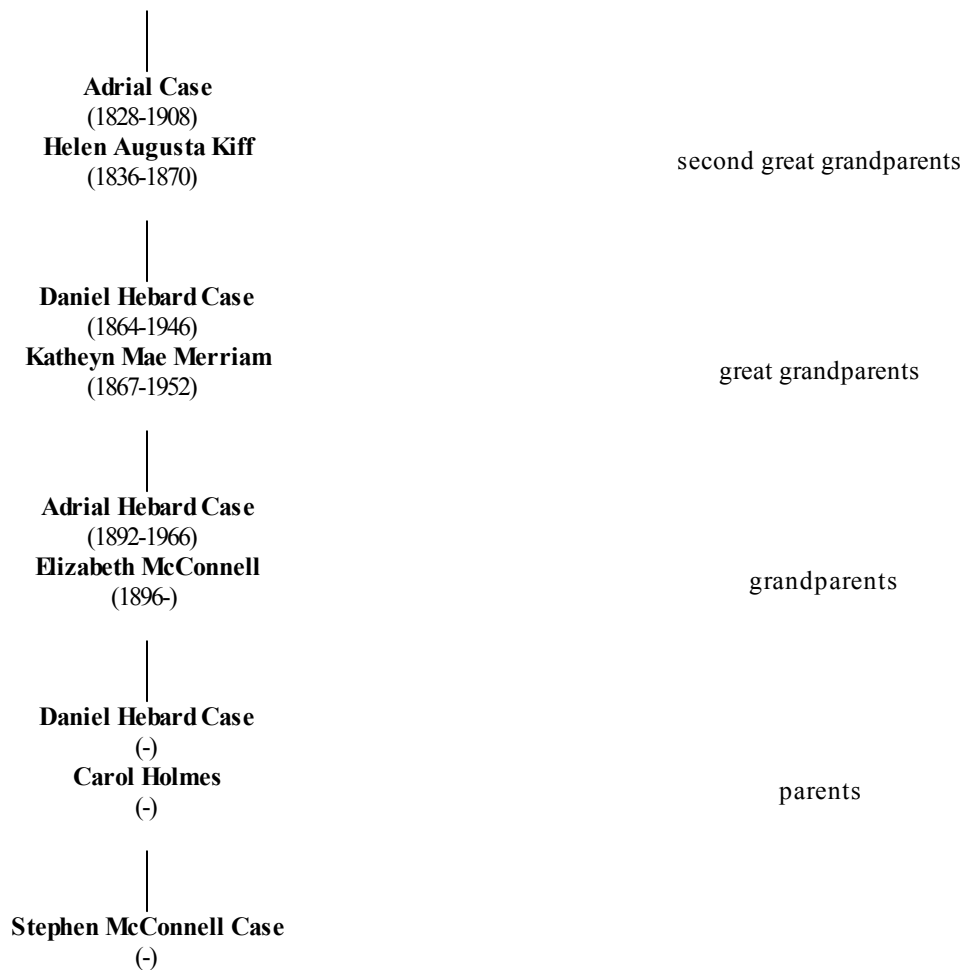 Adrial Case
(1828-1908)
Helen Augusta Kiff
(1836-1870)
second great grandparents
Daniel Hebard Case
(1864-1946)
Katheyn Mae Merriam
(1867-1952)
great grandparents
Adrial Hebard Case
(1892-1966)
Elizabeth McConnell
(1896-)
grandparents
Daniel Hebard Case
(-)
Carol Holmes
(-)
parents
Stephen McConnell Case
(-)